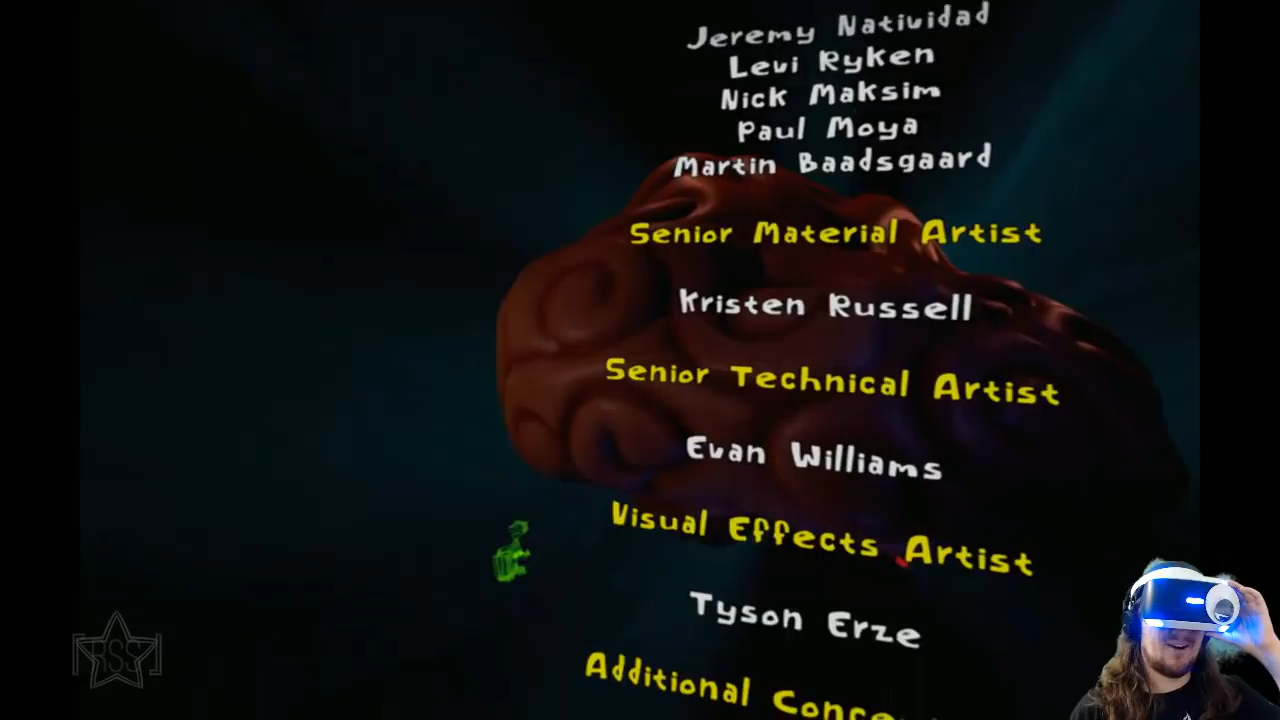 Jeremy Natividad
Levi Ryken
Nick Maksim
Paul Moya
Martin Baadsgaard
Senior Material Artist
Kristen Russell
Senior Technical Artist
Evan Williams
Visual Effects Artist
Tyson Erze
Additional
RSS